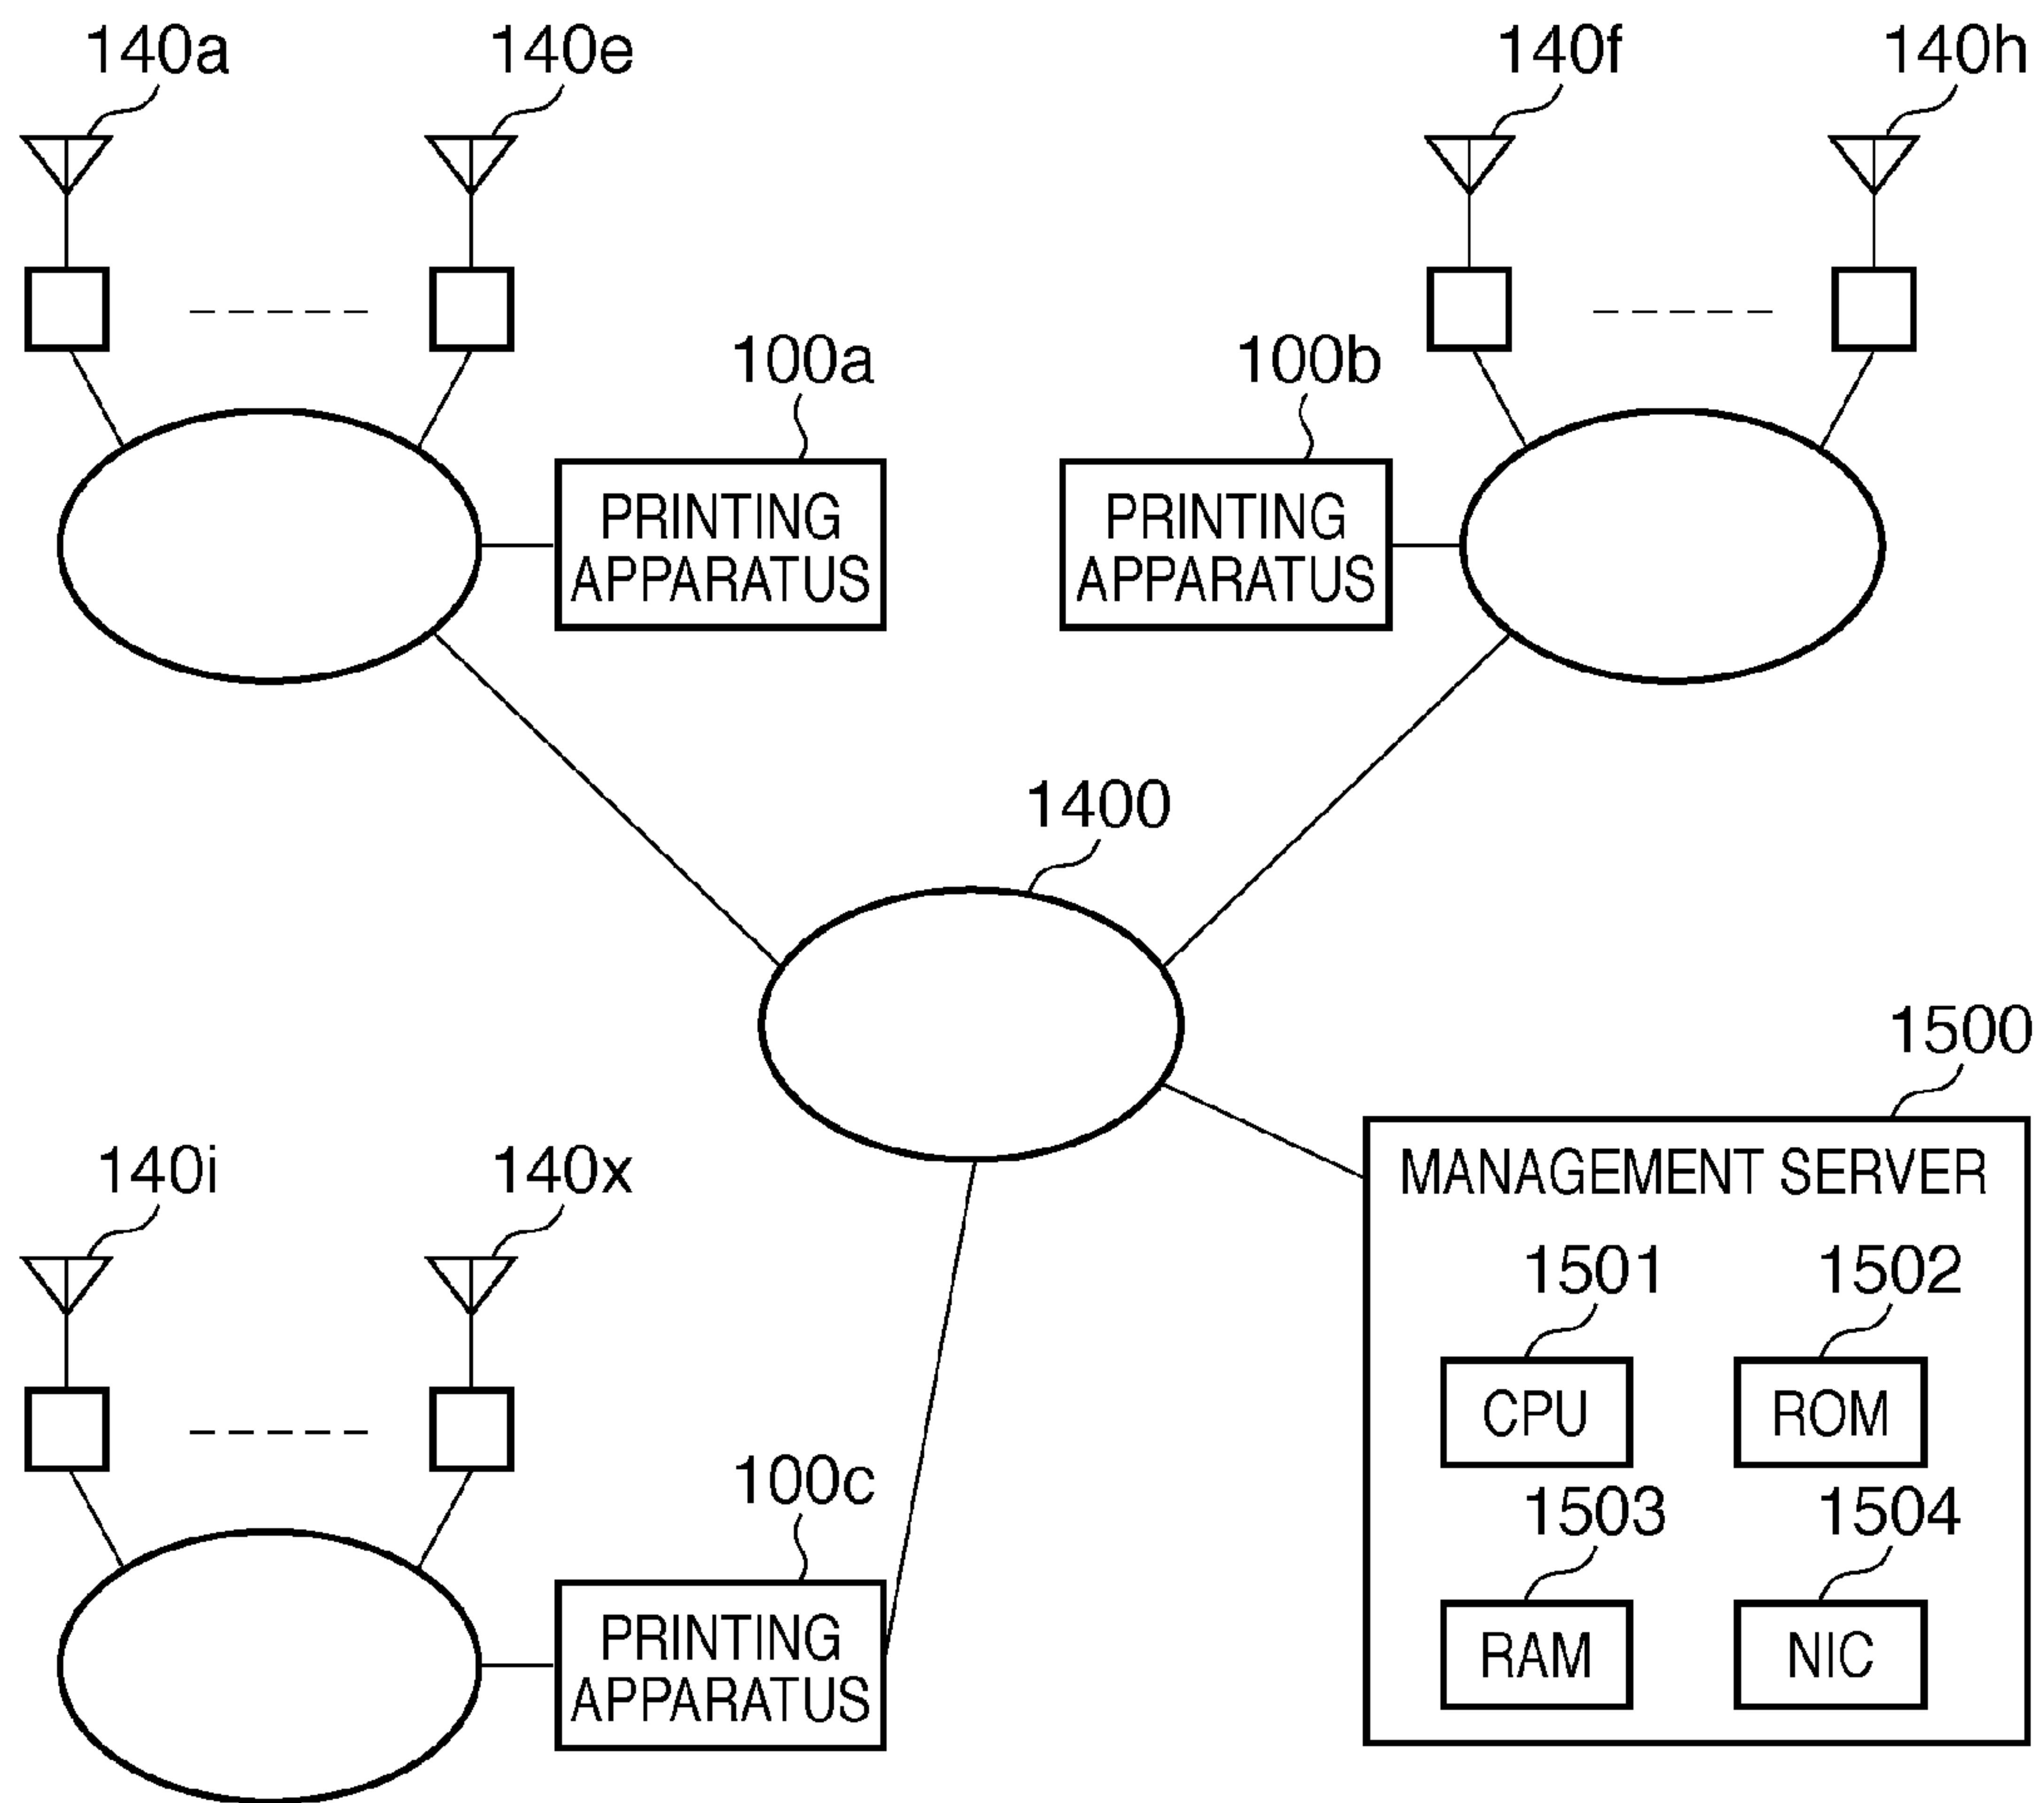 140a
140e
140f
140h
100a
100b
PRINTING
APPARATUS
PRINTING
APPARATUS
1400
1500
MANAGEMENT SERVER
140i
140x
1501
1502
CPU
ROM
100c
1503
1504
PRINTING
APPARATUS
RAM
NIC